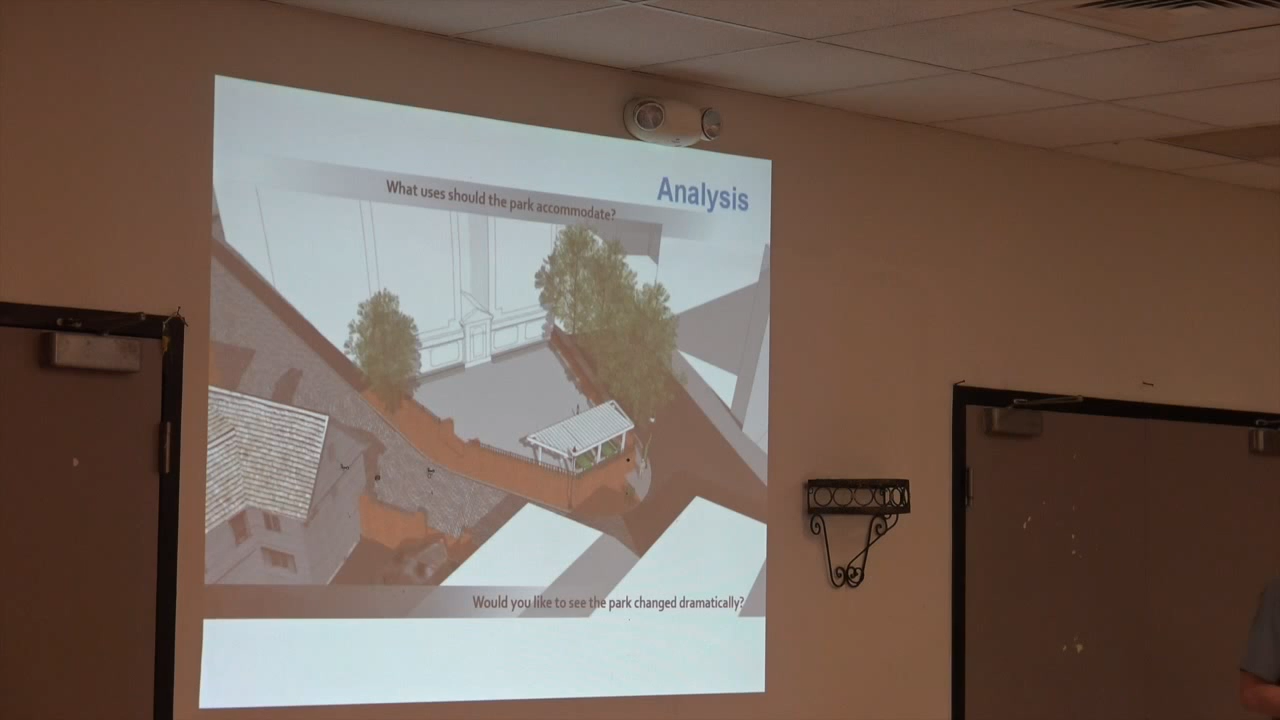 Analysis
What uses should the park accommodate?
Would you like to see the park changed dramatically?